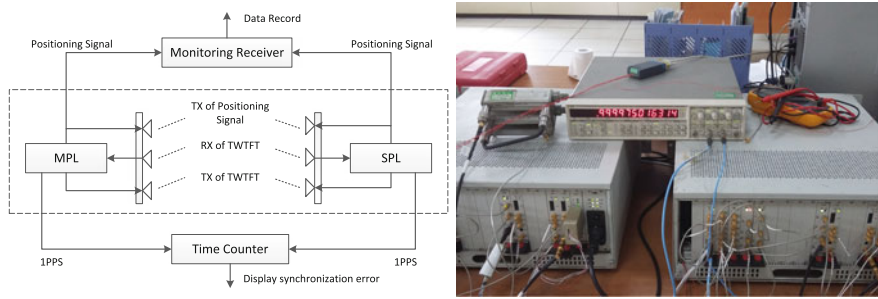 Data Record
Positioning Signal
Monitoring Receiver
Positioning Signal
TX of Positioning
Signal
MPL
RX of TWTFT
SPL
TX of TWTFT
Time Counter
1PPS
1PPS
Display synchronization error